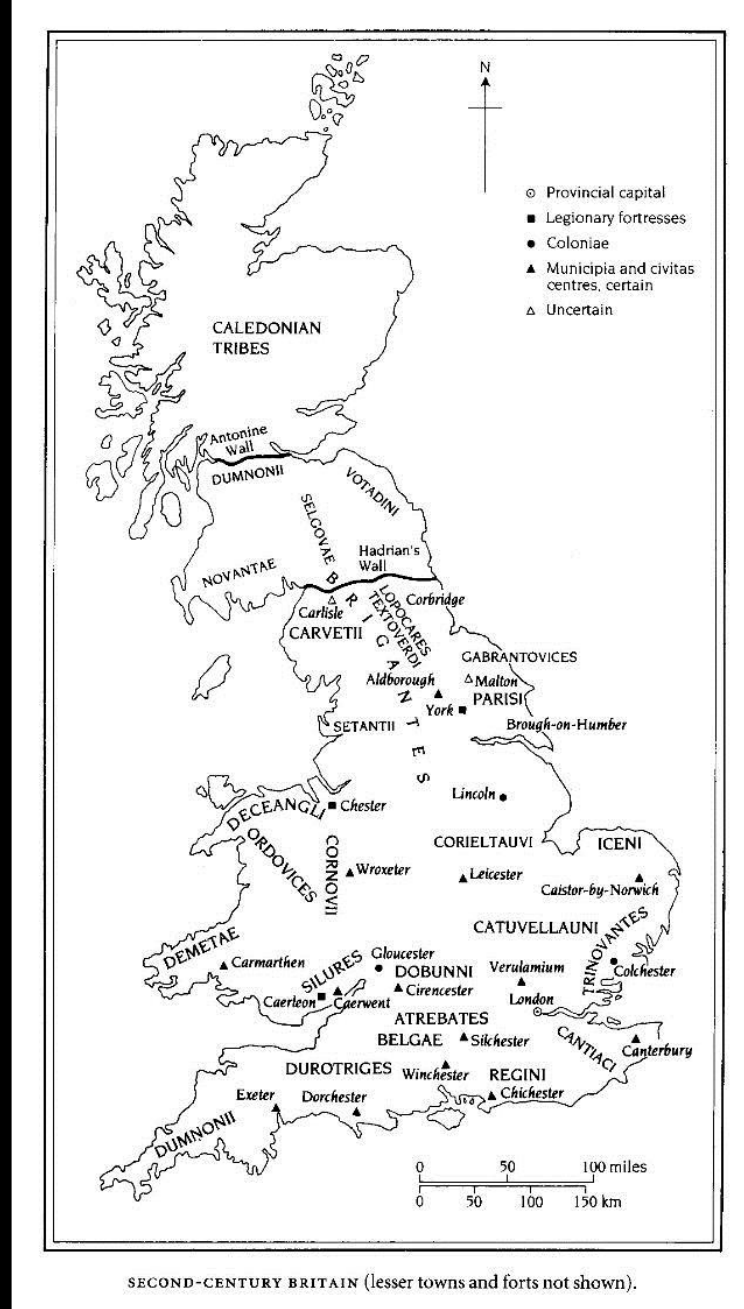 N
Provincial capital
Legionary fortresses
Coloniae
Municipia and civitas
centres, certain
Uncertain
CALEDONIAN
TRIBES
Antonine
Wall
DUMNONII
VOTADINI
SELGOVAE
NOVANTAE
Hadrian's
Wall
BRIGANTES
Carlisle
CARVETII
LOPOCARES
TEXTOVERDI
Corbridge
GABRANTOVICES
Aldborough
Malton
PARISI
York
SETANTII
Brough-on-Humber
Lincoln
DECEANGLI
Chester
ORDOVICES
CORNOVII
CORIELTAUVI
ICENI
Wroxeter
Leicester
Caistor-by-Norwich
CATUVELLAUNI
TRINOVANTES
DEMETAE
Carmarthen
SILURES
Gloucester
DOBUNNI
Verulamium
Colchester
Caerleon
Caerwent
Cirencester
London
ATREBATES
BELGAE
Silchester
CANTIACI
Canterbury
DUROTRIGES
Winchester
REGINI
Chichester
Exeter
Dorchester
DUMNONII
0 50 100 miles
0 50 100 150 km
SECOND-CENTURY BRITAIN (lesser towns and forts not shown).